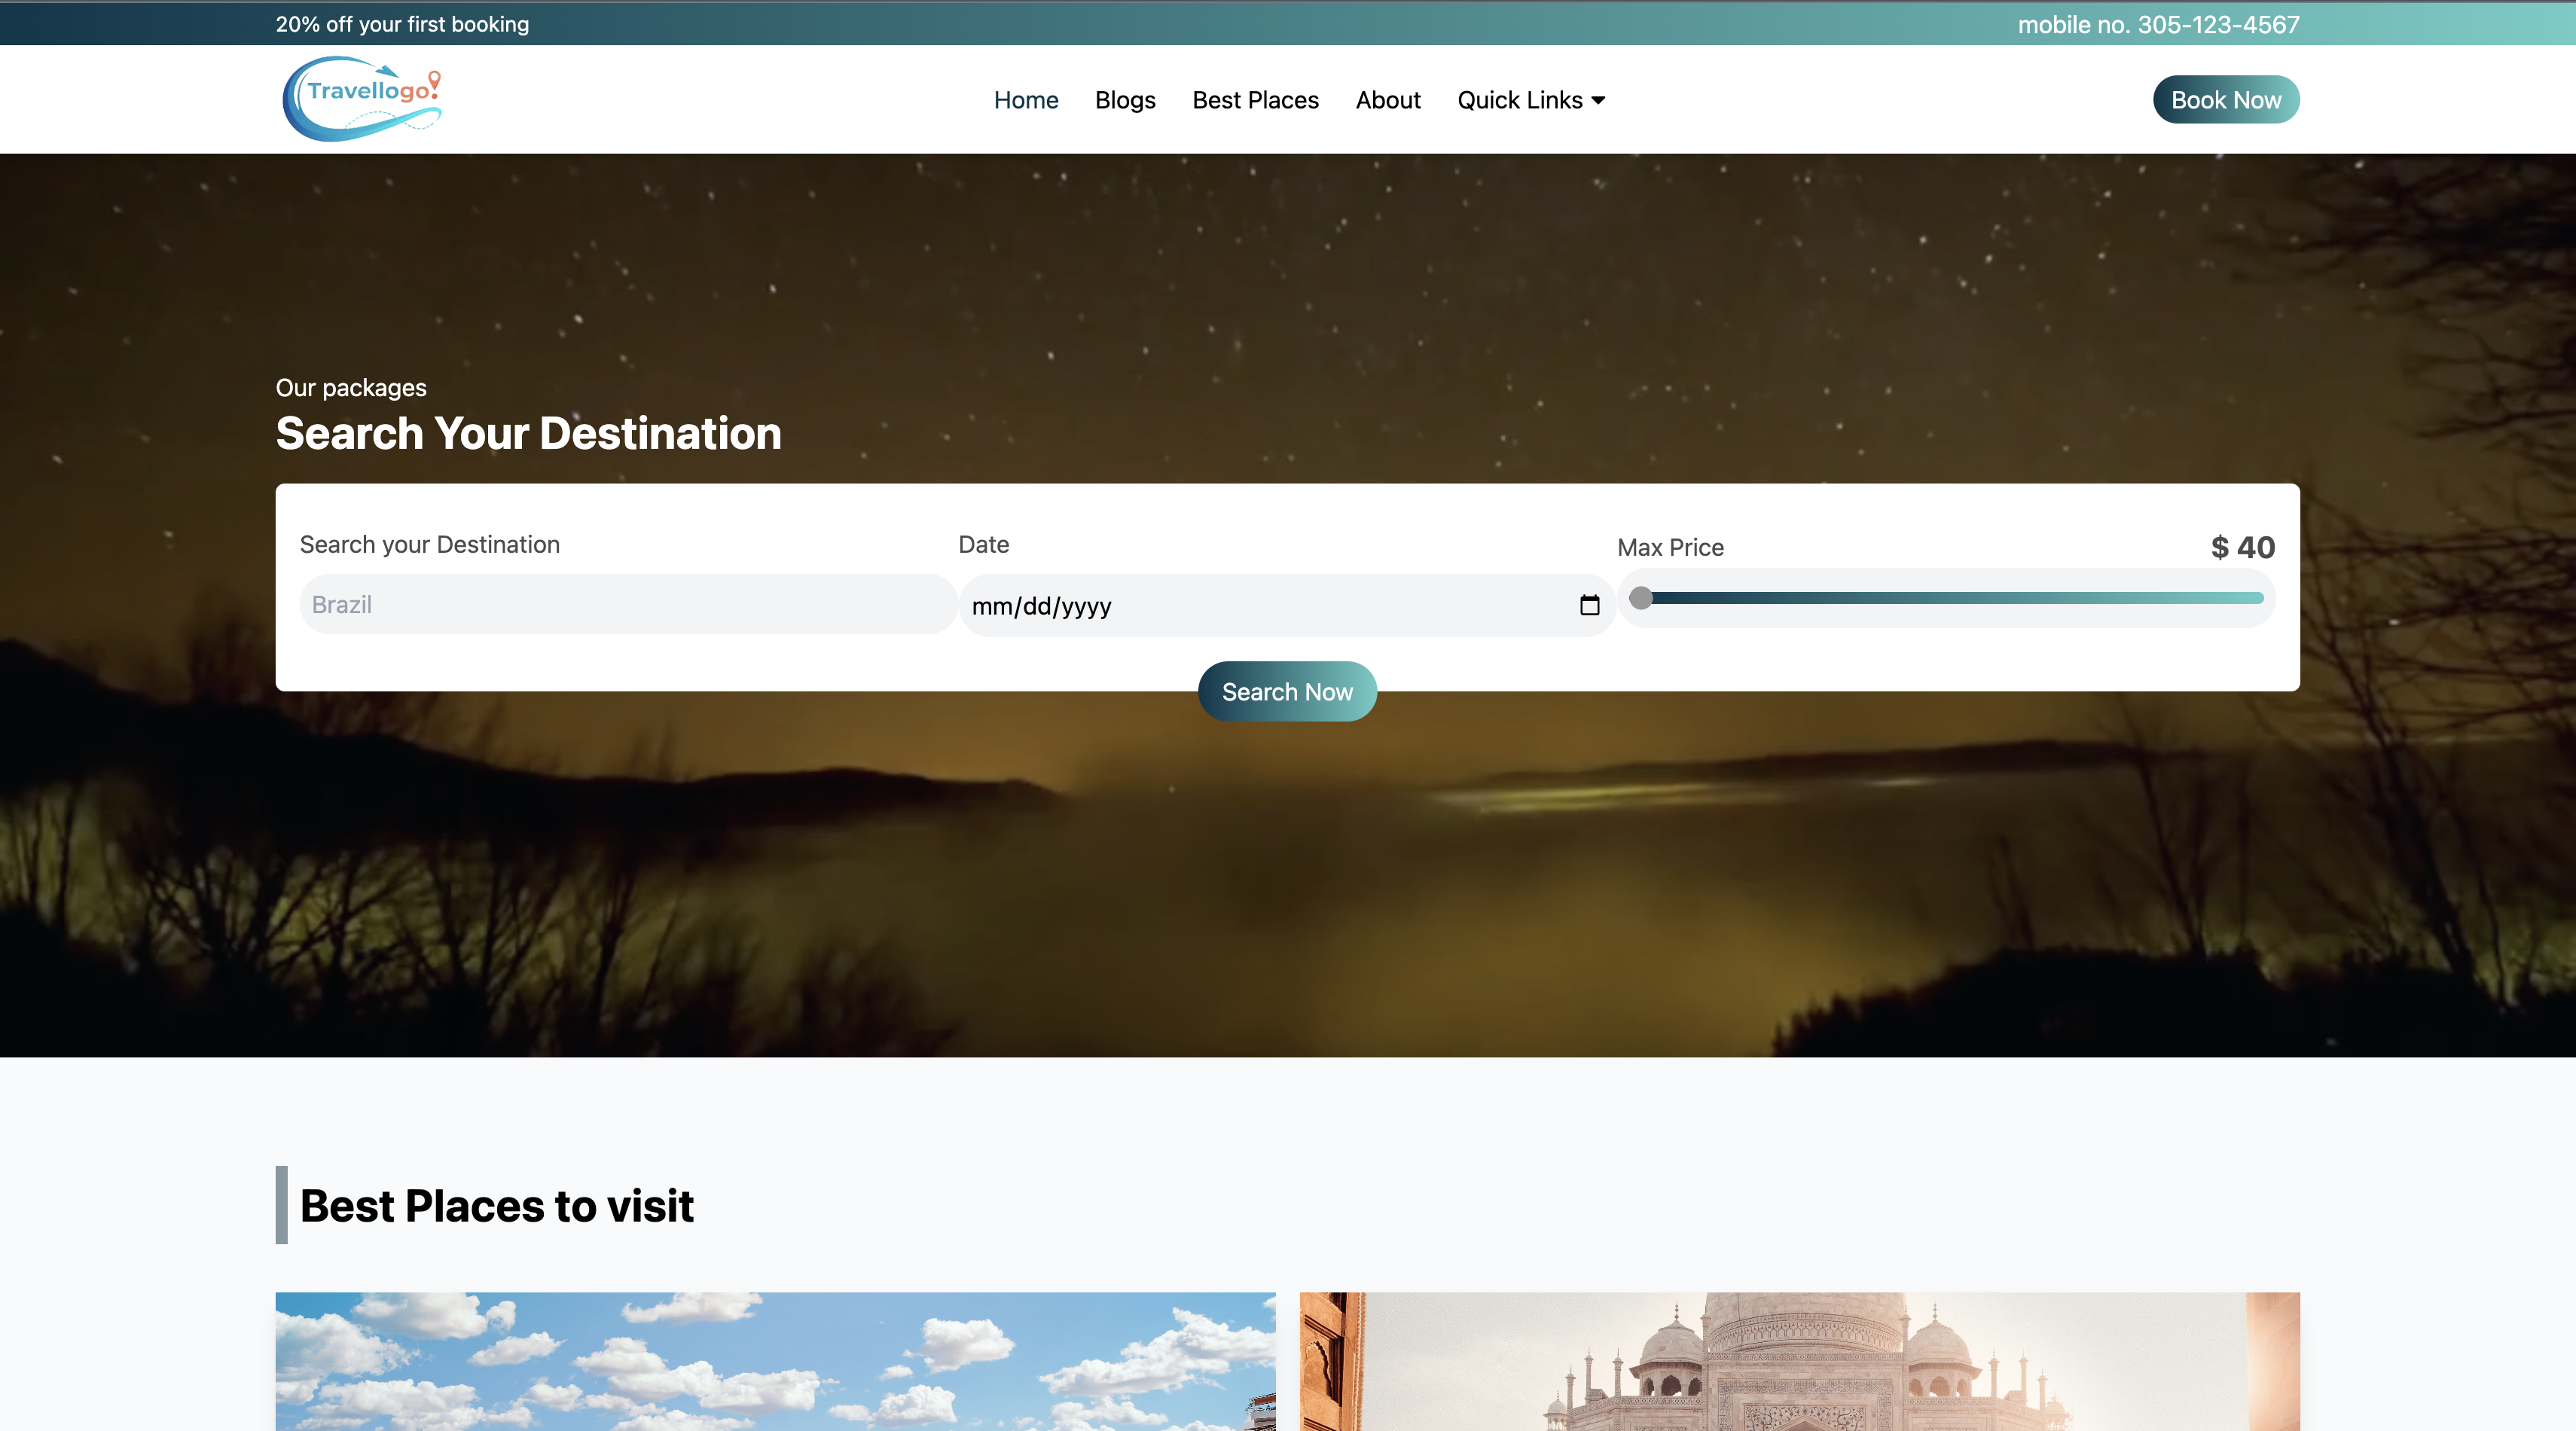 20% off your first booking
mobile no. 305-123-4567
Travellogo!
Home Blogs Best Places About Quick Links
Book Now
Our packages
Search Your Destination
Search your Destination
Date
Max Price
$ 40
Brazil
mm/dd/yyyy
Search Now
Best Places to visit